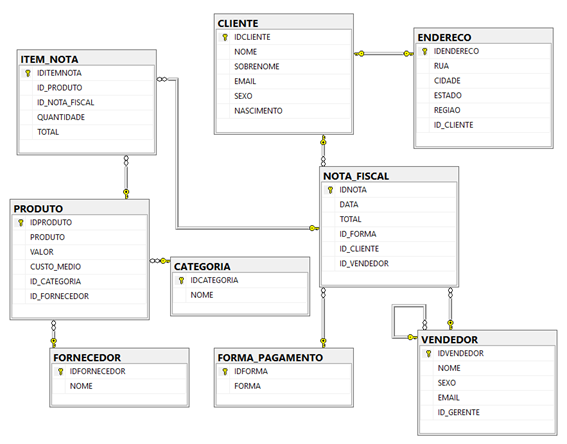 CLIENTE
IDCLIENTE
NOME
SOBRENOME
EMAIL
SEXO
NASCIMENTO
ENDERECO
IDENDERECO
RUA
CIDADE
ESTADO
REGIAO
ID_CLIENTE
ITEM_NOTA
IDITEMNOTA
ID_PRODUTO
ID_NOTA_FISCAL
QUANTIDADE
TOTAL
NOTA_FISCAL
IDNOTA
DATA
TOTAL
ID_FORMA
ID_CLIENTE
ID_VENDEDOR
PRODUTO
IDPRODUTO
PRODUTO
VALOR
CUSTO_MEDIO
ID_CATEGORIA
ID_FORNECEDOR
CATEGORIA
IDCATEGORIA
NOME
FORNECEDOR
IDFORNECEDOR
NOME
FORMA_PAGAMENTO
IDFORMA
FORMA
VENDEDOR
IDVENDEDOR
NOME
SEXO
EMAIL
ID_GERENTE